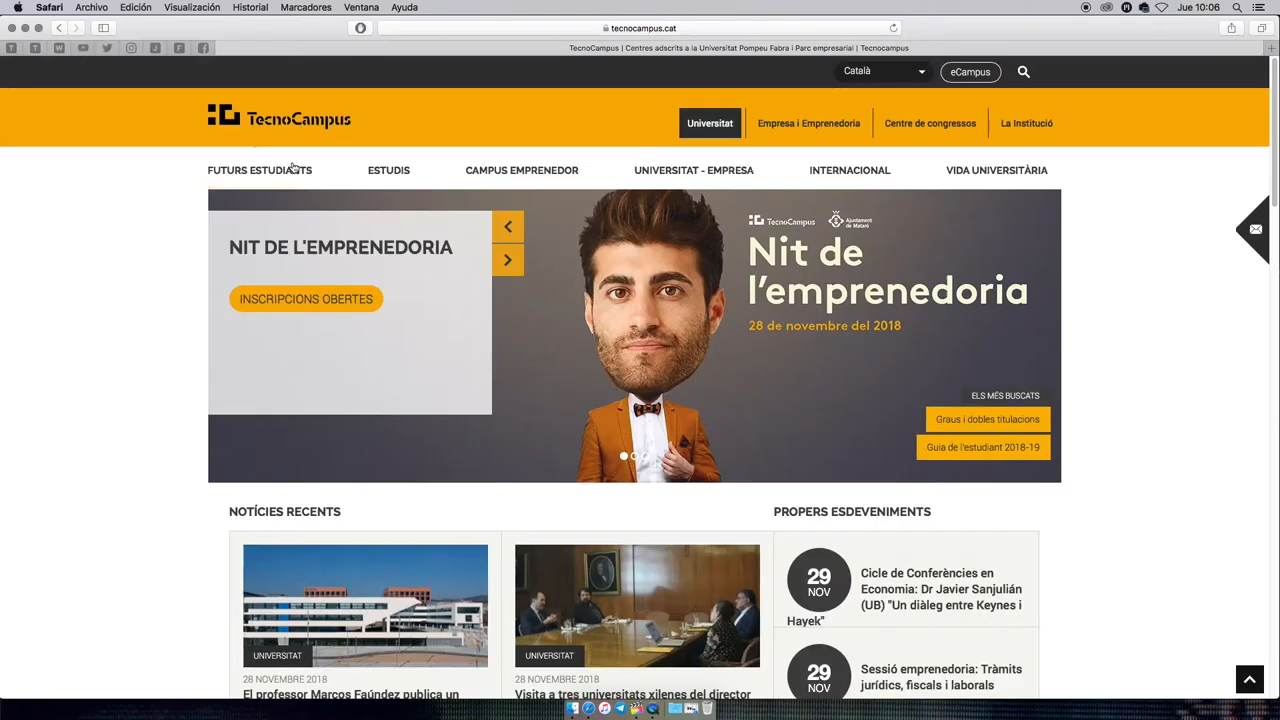 Safari Archivo Edición Visualización Historial Marcadores Ventana Ayuda
Jue 10:06
tecnocampus.cat
TecnoCampus | Centres adscrits a la Universitat Pompeu Fabra i Parc empresarial | Tecnocampus
Català
eCampus
TecnoCampus
Universitat
Empresa i Emprenedoria
Centre de congressos
La Institució
FUTURS ESTUDIANTS
ESTUDIS
CAMPUS EMPRENEDOR
UNIVERSITAT - EMPRESA
INTERNACIONAL
VIDA UNIVERSITÀRIA
NIT DE L'EMPRENEDORIA
INSCRIPCIONS OBERTES
TecnoCampus
Ajuntament
de Mataró
Nit de
l’emprenedoria
28 de novembre del 2018
ELS MÉS BUSCATS
Graus i dobles titulacions
Guia de l'estudiant 2018-19
NOTÍCIES RECENTS
UNIVERSITAT
28 NOVEMBRE 2018
El professor Marcos Faúndez publica un
UNIVERSITAT
28 NOVEMBRE 2018
Visita a tres universitats xilenes del director
PROPERS ESDEVENIMENTS
29
NOV
Cicle de Conferències en
Economia: Dr Javier Sanjulián
(UB) "Un diàleg entre Keynes i
Hayek"
29
NOV
Sessió emprenedoria: Tràmits
jurídics, fiscals i laborals